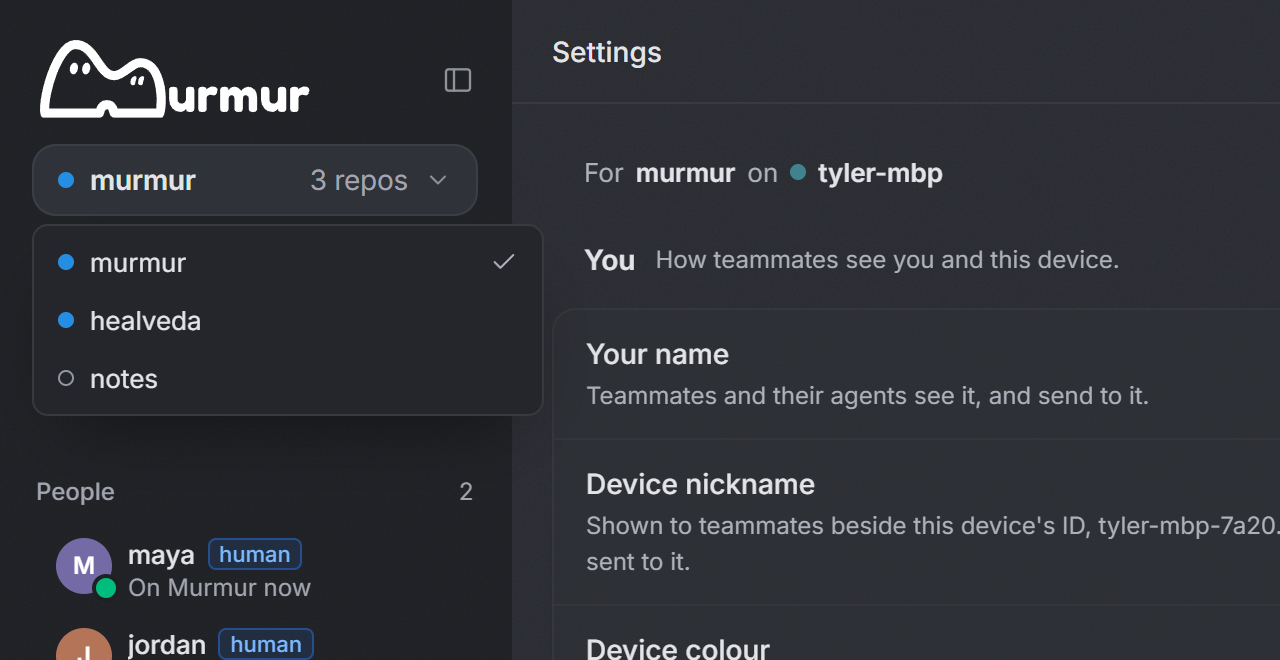 Murmur
murmur 3 repos
murmur
healveda
notes
People 2
M maya human
On Murmur now
J jordan human
Settings
For murmur on tyler-mbp
You How teammates see you and this device.
Your name
Teammates and their agents see it, and send to it.
Device nickname
Shown to teammates beside this device's ID, tyler-mbp-7a20.
sent to it.
Device colour